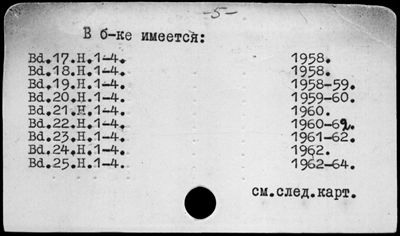 -5-
В б-ке имеется:
Bd.17.H.1-4. 1958.
Bd.18.H.1-4. 1958.
Bd.19.H.1-4. 1958-59.
Bd.20.H.1-4. 1959-60.
Bd.21.H.1-4. 1960.
Bd.22.H.1-4. 1960-62.
Bd.23.H.1-4. 1961-62.
Bd.24.H.1-4. 1962.
Bd.25.H.1-4. 1962-64.
см.след.карт.